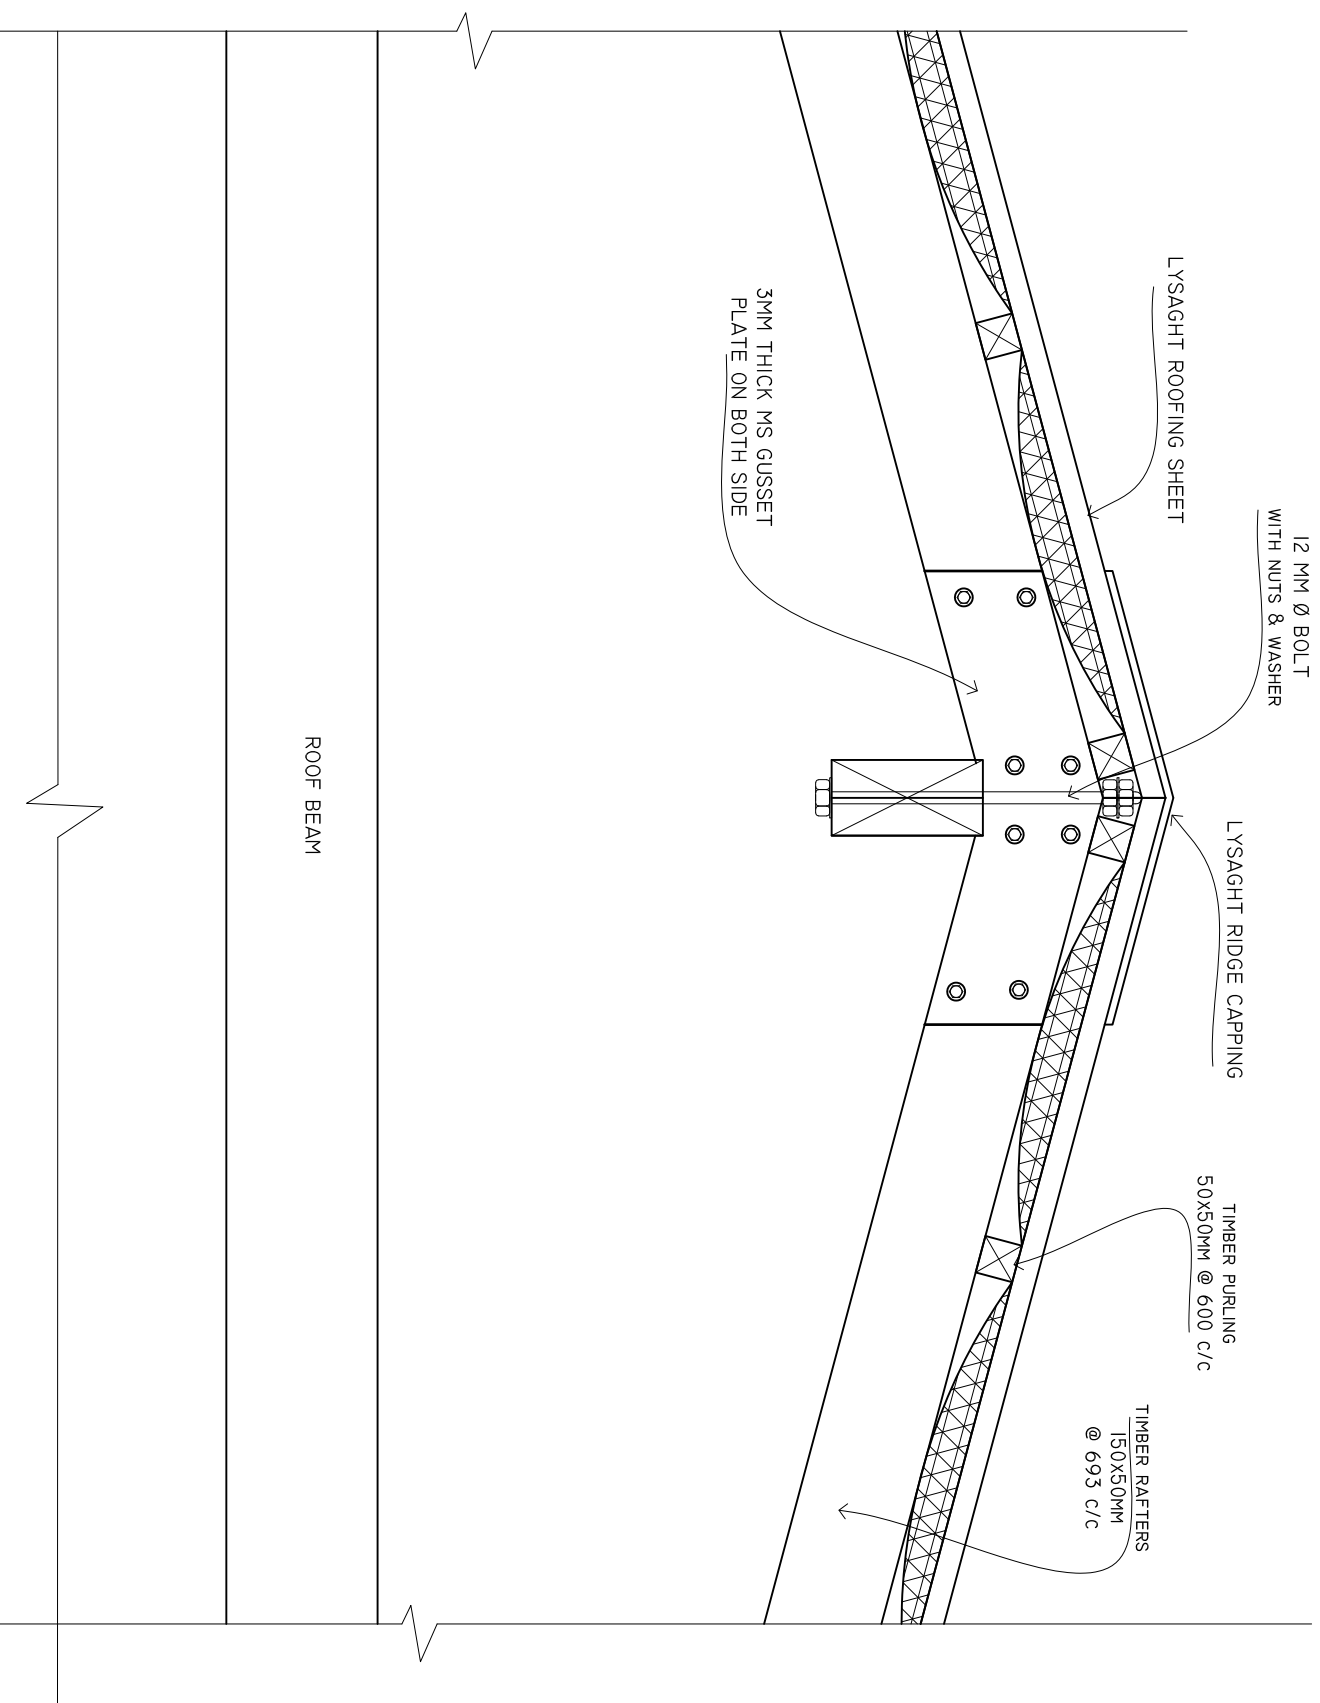 12 MM Ø BOLT
WITH NUTS & WASHER
LYSAGHT ROOFING SHEET
LYSAGHT RIDGE CAPPING
TIMBER PURLING
50X50MM @ 600 C/C
TIMBER RAFTERS
150X50MM
@ 693 C/C
3MM THICK MS GUSSET
PLATE ON BOTH SIDE
ROOF BEAM